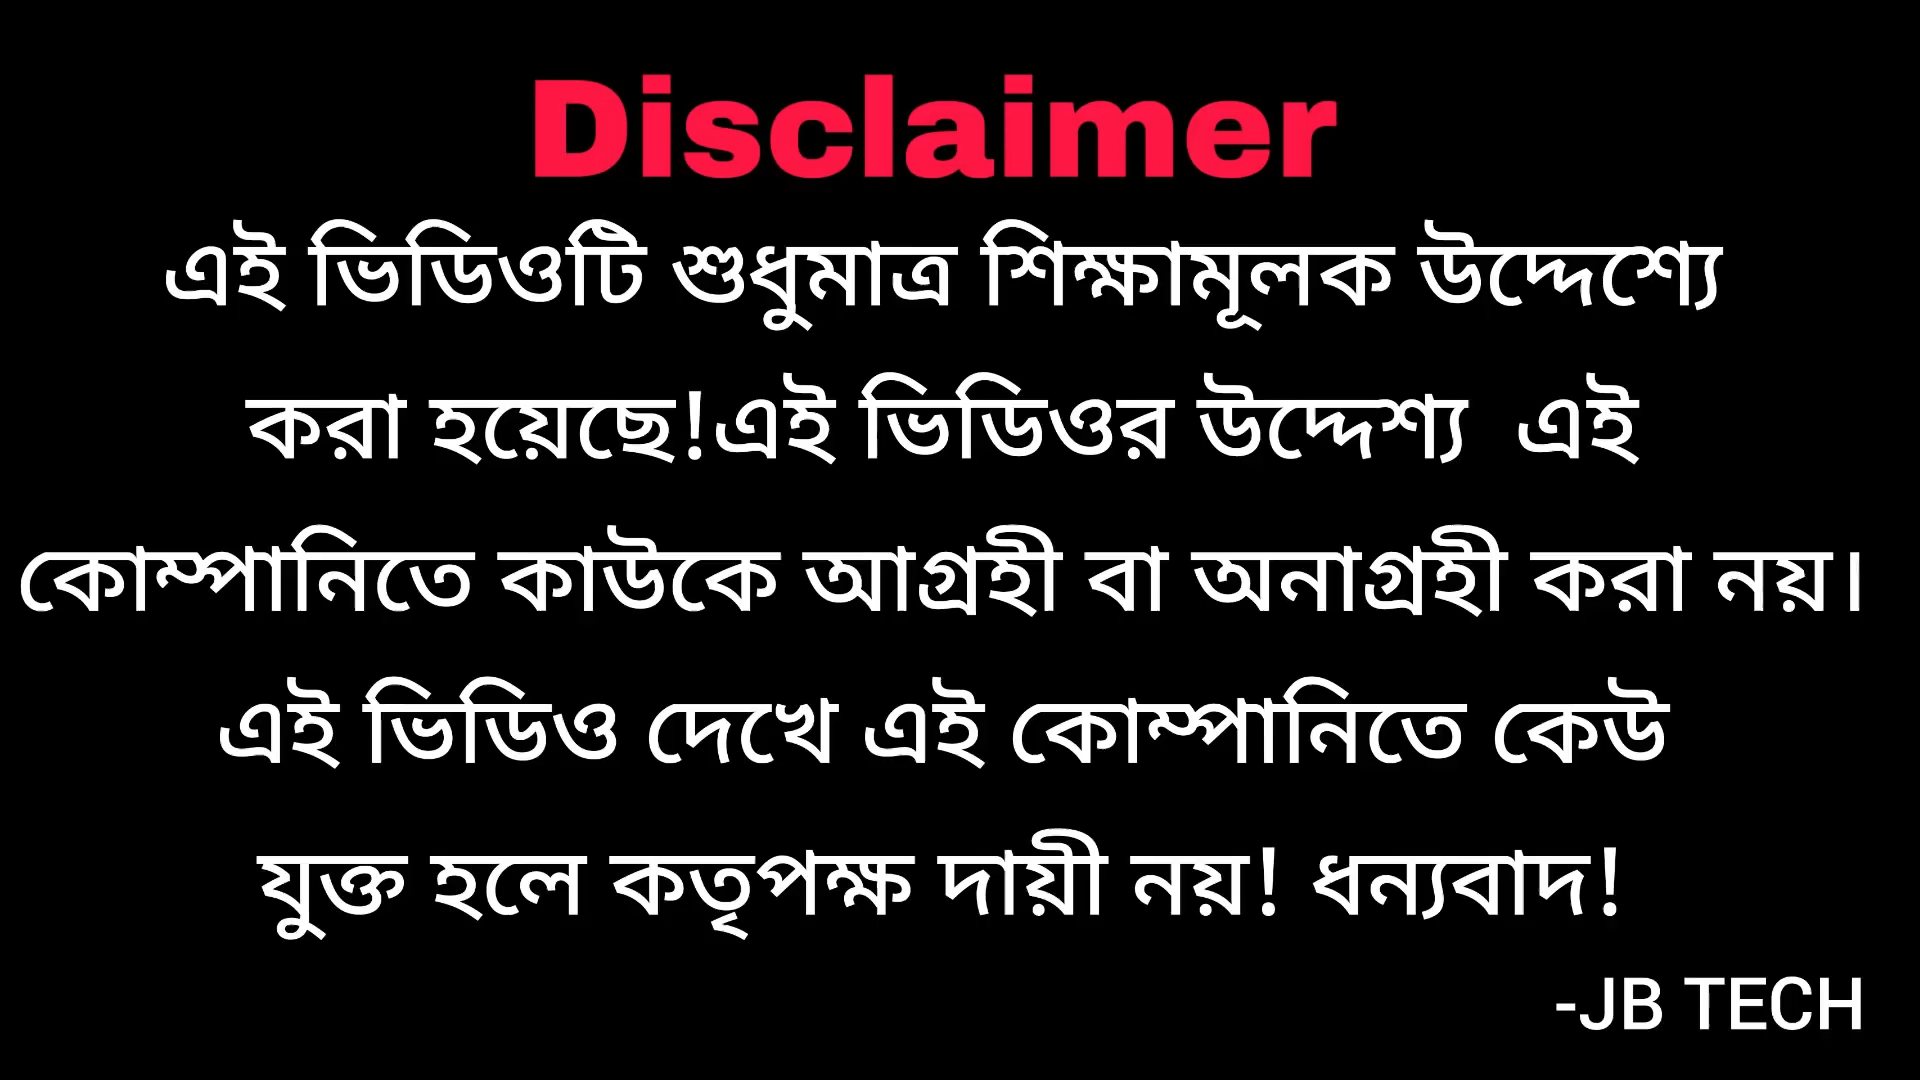 Disclaimer
এই ভিডিওটি শুধুমাত্র শিক্ষামূলক উদ্দেশ্যে
করা হয়েছে!এই ভিডিওর উদ্দেশ্য এই
কোম্পানিতে কাউকে আগ্রহী বা অনাগ্রহী করা নয়।
এই ভিডিও দেখে এই কোম্পানিতে কেউ
যুক্ত হলে কতৃপক্ষ দায়ী নয়! ধন্যবাদ!
-JB TECH